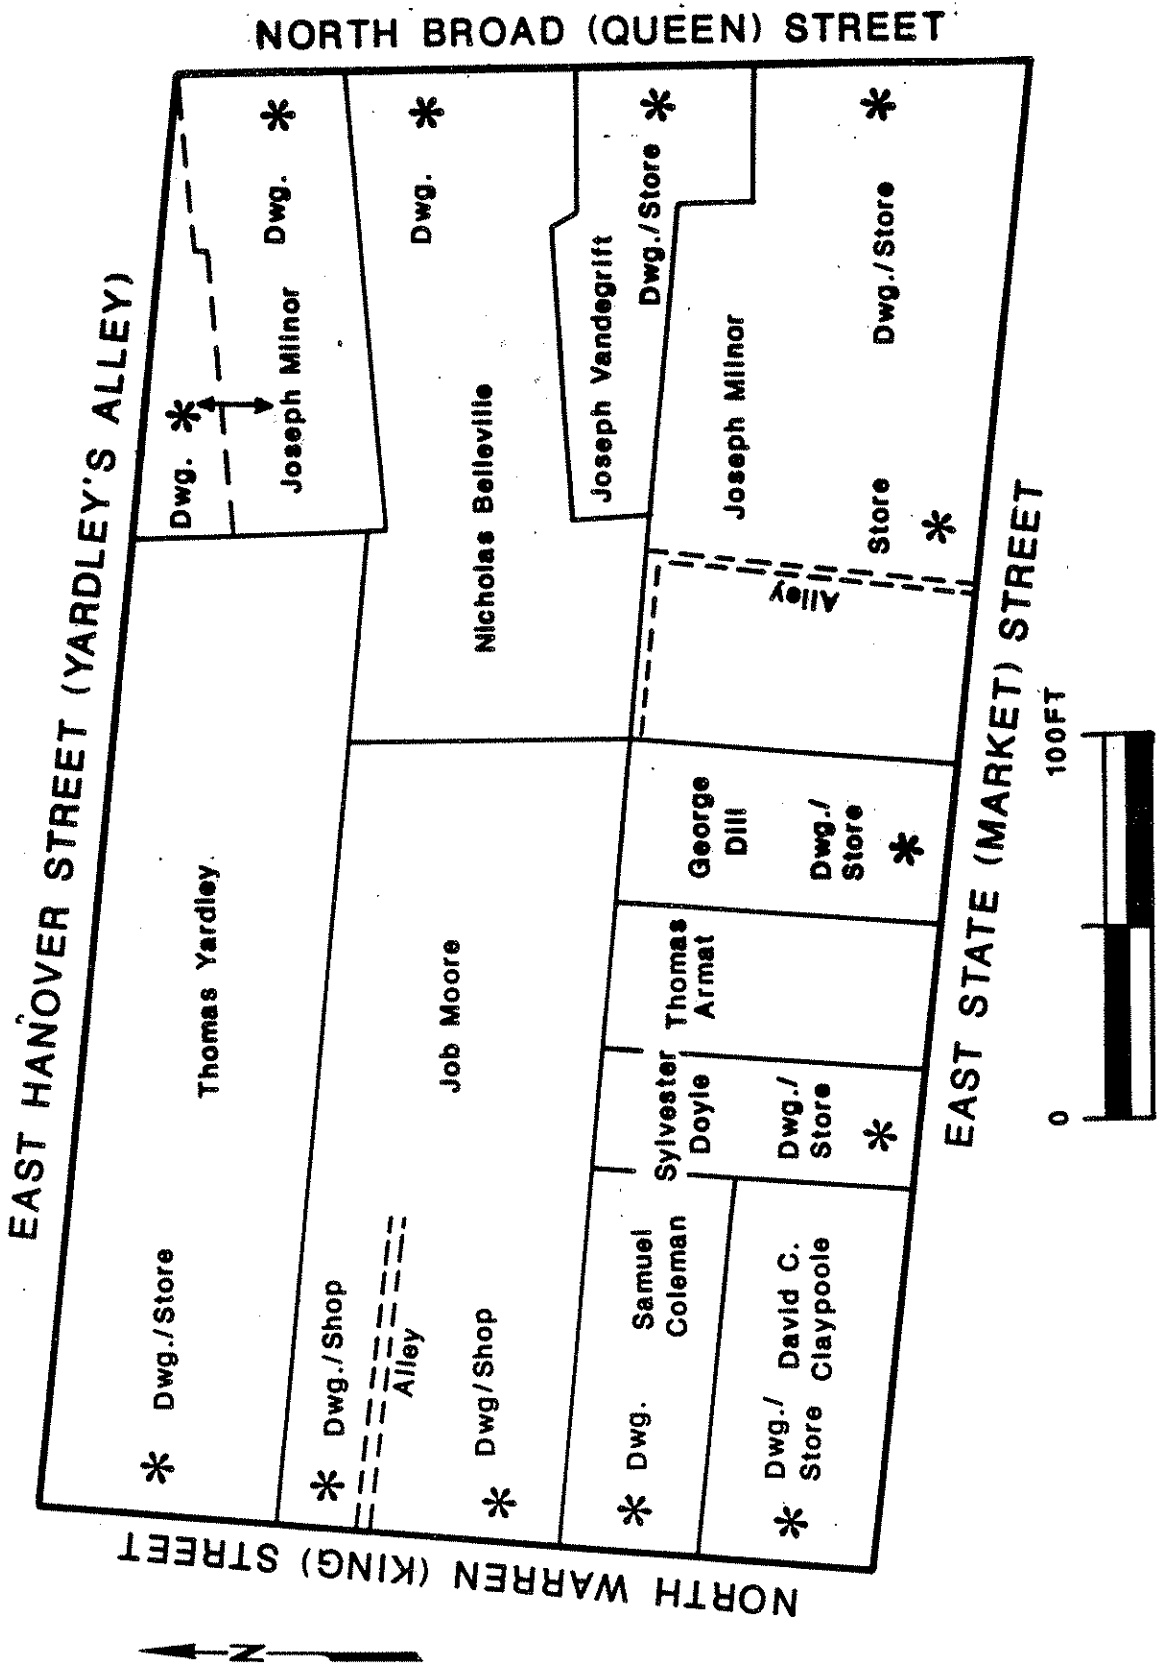 NORTH BROAD (QUEEN) STREET
EAST HANOVER STREET (YARDLEY'S ALLEY)
Dwg.
Dwg.
Joseph Milnor
Dwg.
Nicholas Belleville
Dwg./Store
Joseph Vandegrift
Dwg./Store
Joseph Milnor
Store
Alley
Thomas Yardley
Dwg./Store
Job Moore
Dwg./Shop
Alley
Dwg/Shop
George
Dill
Dwg./
Store
Thomas
Armat
Sylvester
Doyle
Dwg./
Store
Samuel
Coleman
Dwg.
David C.
Claypoole
Dwg./
Store
EAST STATE (MARKET) STREET
NORTH WARREN (KING) STREET
0
100FT
N